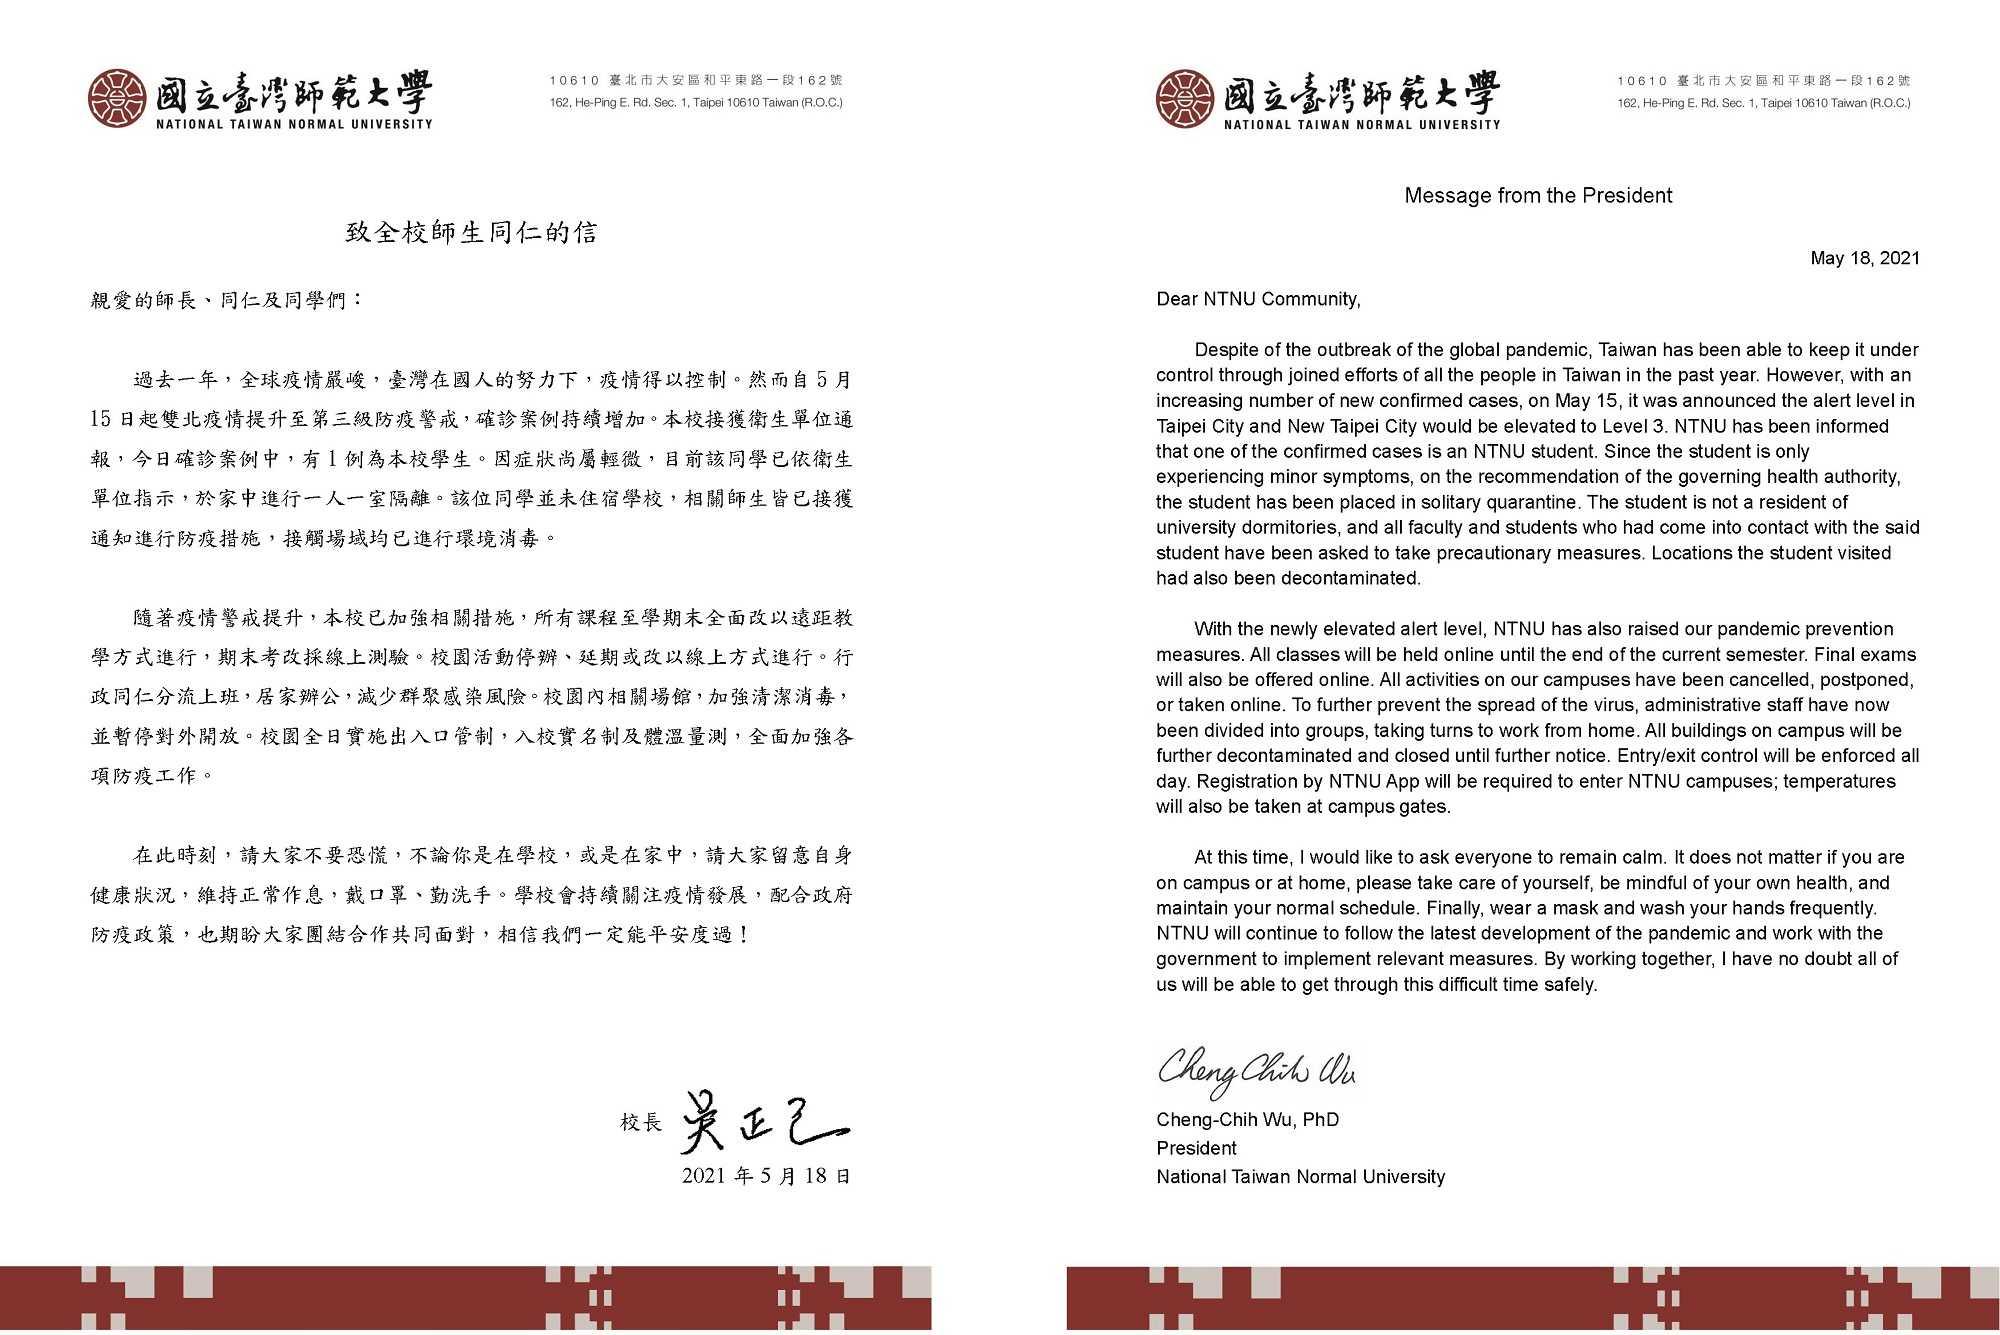 國立臺灣師範大學
NATIONAL TAIWAN NORMAL UNIVERSITY
10610 臺北市大安區和平東路一段162號
162, He-Ping E. Rd. Sec. 1, Taipei 10610 Taiwan (R.O.C.)
致全校師生同仁的信
親愛的師長、同仁及同學們：
過去一年，全球疫情嚴峻，臺灣在國人的努力下，疫情得以控制。然而自 5 月
15 日起雙北疫情提升至第三級防疫警戒，確診案例持續增加。本校接獲衛生單位通
報，今日確診案例中，有 1 例為本校學生。因症狀尚屬輕微，目前該同學已依衛生
單位指示，於家中進行一人一室隔離。該位同學並未住宿學校，相關師生皆已接獲
通知進行防疫措施，接觸場域均已進行環境消毒。
隨著疫情警戒提升，本校已加強相關措施，所有課程至學期末全面改以遠距教
學方式進行，期末考改採線上測驗。校園活動停辦、延期或改以線上方式進行。行
政同仁分流上班，居家辦公，減少群聚感染風險。校園內相關場館，加強清潔消毒，
並暫停對外開放。校園全日實施出入口管制，入校實名制及體溫量測，全面加強各
項防疫工作。
在此時刻，請大家不要恐慌，不論你是在學校，或是在家中，請大家留意自身
健康狀況，維持正常作息，戴口罩、勤洗手。學校會持續關注疫情發展，配合政府
防疫政策，也期盼大家團結合作共同面對，相信我們一定能平安度過！
校長 吳正己
2021 年 5 月 18 日
國立臺灣師範大學
NATIONAL TAIWAN NORMAL UNIVERSITY
10610 臺北市大安區和平東路一段162號
162, He-Ping E. Rd. Sec. 1, Taipei 10610 Taiwan (R.O.C.)
Message from the President
May 18, 2021
Dear NTNU Community,
Despite of the outbreak of the global pandemic, Taiwan has been able to keep it under
control through joined efforts of all the people in Taiwan in the past year. However, with an
increasing number of new confirmed cases, on May 15, it was announced the alert level in
Taipei City and New Taipei City would be elevated to Level 3. NTNU has been informed
that one of the confirmed cases is an NTNU student. Since the student is only
experiencing minor symptoms, on the recommendation of the governing health authority,
the student has been placed in solitary quarantine. The student is not a resident of
university dormitories, and all faculty and students who had come into contact with the said
student have been asked to take precautionary measures. Locations the student visited
had also been decontaminated.
With the newly elevated alert level, NTNU has also raised our pandemic prevention
measures. All classes will be held online until the end of the current semester. Final exams
will also be offered online. All activities on our campuses have been cancelled, postponed,
or taken online. To further prevent the spread of the virus, administrative staff have now
been divided into groups, taking turns to work from home. All buildings on campus will be
further decontaminated and closed until further notice. Entry/exit control will be enforced all
day. Registration by NTNU App will be required to enter NTNU campuses; temperatures
will also be taken at campus gates.
At this time, I would like to ask everyone to remain calm. It does not matter if you are
on campus or at home, please take care of yourself, be mindful of your own health, and
maintain your normal schedule. Finally, wear a mask and wash your hands frequently.
NTNU will continue to follow the latest development of the pandemic and work with the
government to implement relevant measures. By working together, I have no doubt all of
us will be able to get through this difficult time safely.
Cheng Chih Wu
Cheng-Chih Wu, PhD
President
National Taiwan Normal University